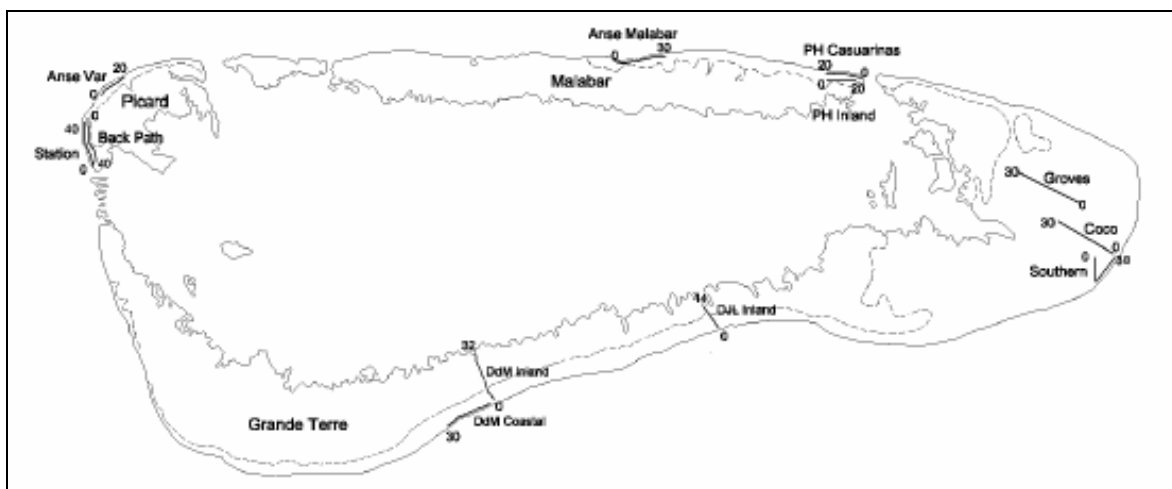 Anse Malabar
0 30
PH Casuarinas
20 0
Anse Var
20
0
Malabar
0 20
Picard
PH Inland
0
40
Back Path
Station
40
0
30
Groves
0
30
Coco
0
0
Southern
14
DJL Inland
0
32
DdM Inland
0
Grande Terre
DdM Coastal
30